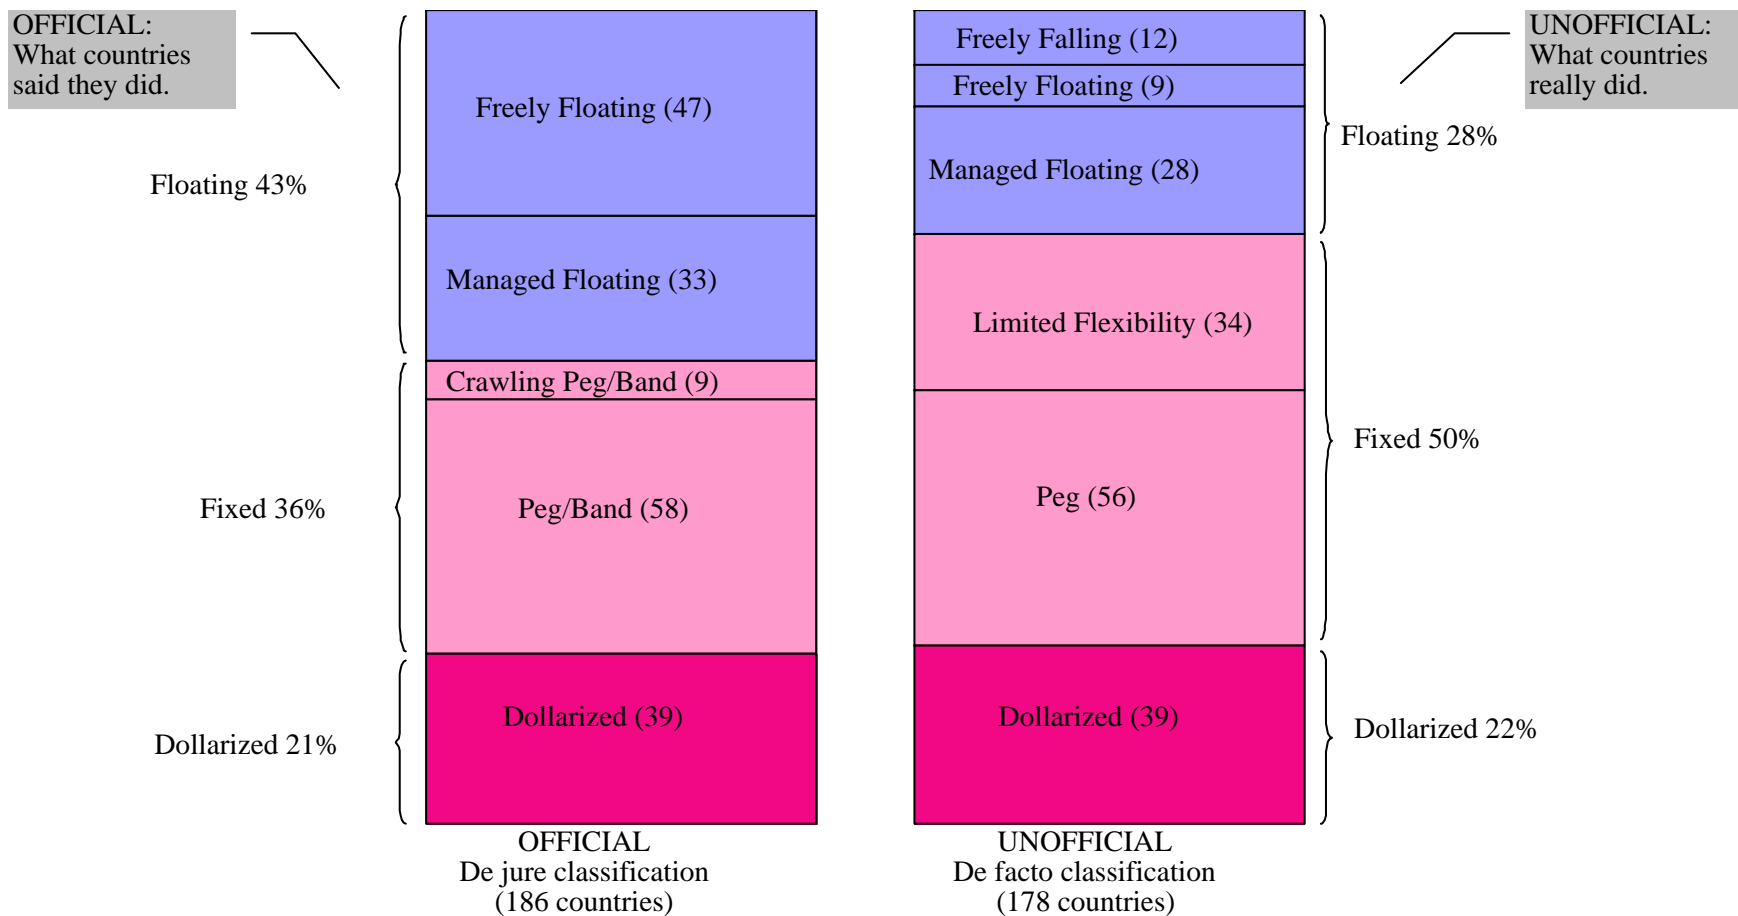 OFFICIAL:
What countries
said they did.
Floating 43%
Fixed 36%
Dollarized 21%
Freely Floating (47)
Managed Floating (33)
Crawling Peg/Band (9)
Peg/Band (58)
Dollarized (39)
OFFICIAL
De jure classification
(186 countries)
Freely Falling (12)
Freely Floating (9)
Managed Floating (28)
Limited Flexibility (34)
Peg (56)
Dollarized (39)
UNOFFICIAL
De facto classification
(178 countries)
UNOFFICIAL:
What countries
really did.
Floating 28%
Fixed 50%
Dollarized 22%